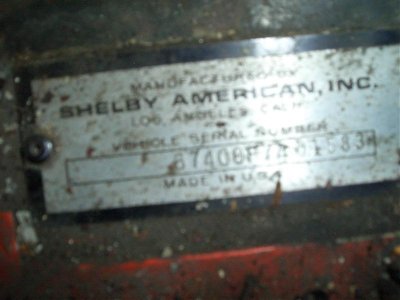 MANUFACTURED BY
SHELBY AMERICAN, INC.
LOS ANGELES, CALIF.
VEHICLE SERIAL NUMBER
MADE IN U.S.A.